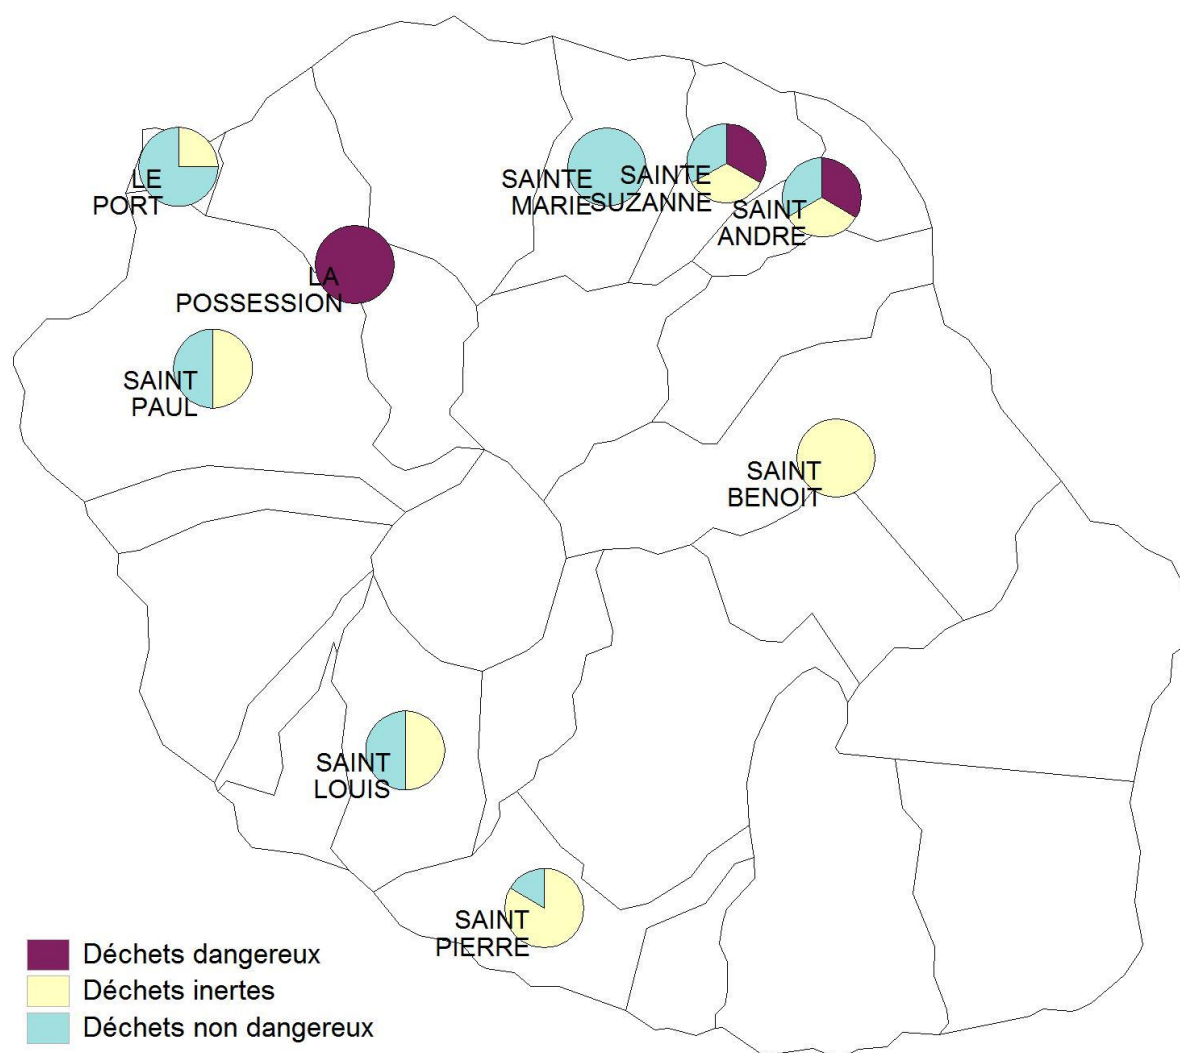 LE
PORT
SAINTE
MARIE
SAINTE
SUZANNE
SAINT
ANDRE
LA
POSSESSION
SAINT
PAUL
SAINT
BENOIT
SAINT
LOUIS
SAINT
PIERRE
Déchets dangereux
Déchets inertes
Déchets non dangereux